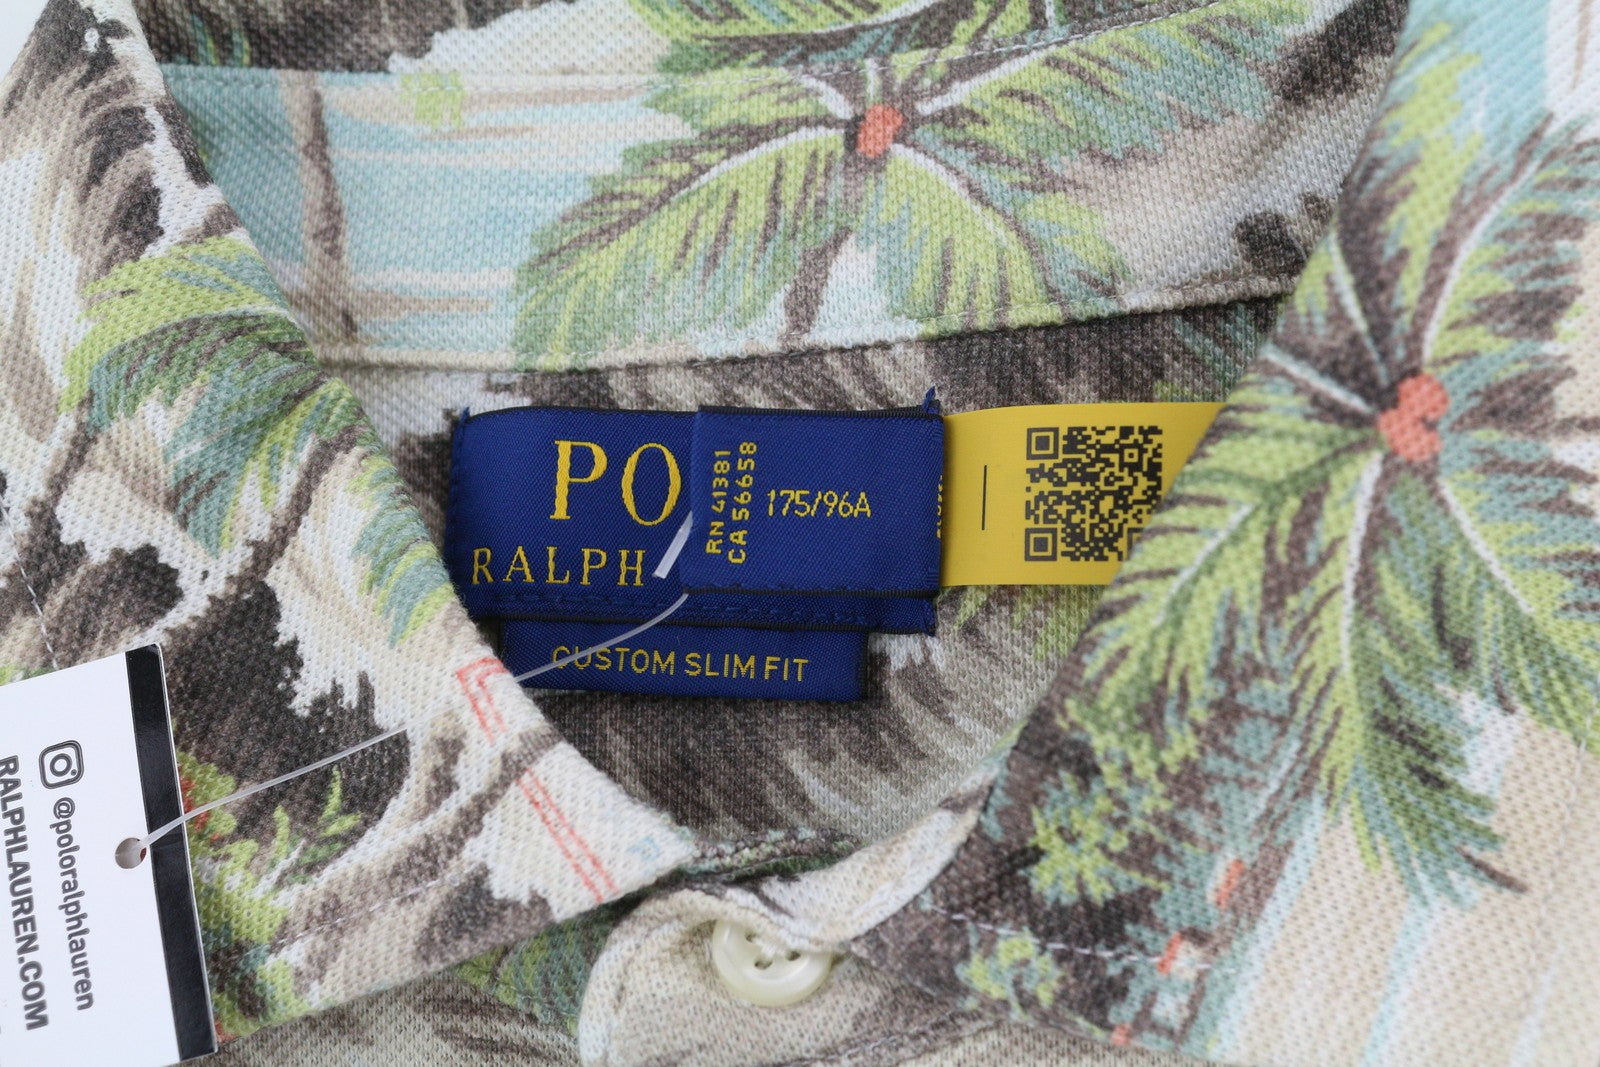 PO
RALPH
RN 41381
CA 56658
175/96A
CUSTOM SLIM FIT
@poloralphlauren
RALPHLAUREN.COM